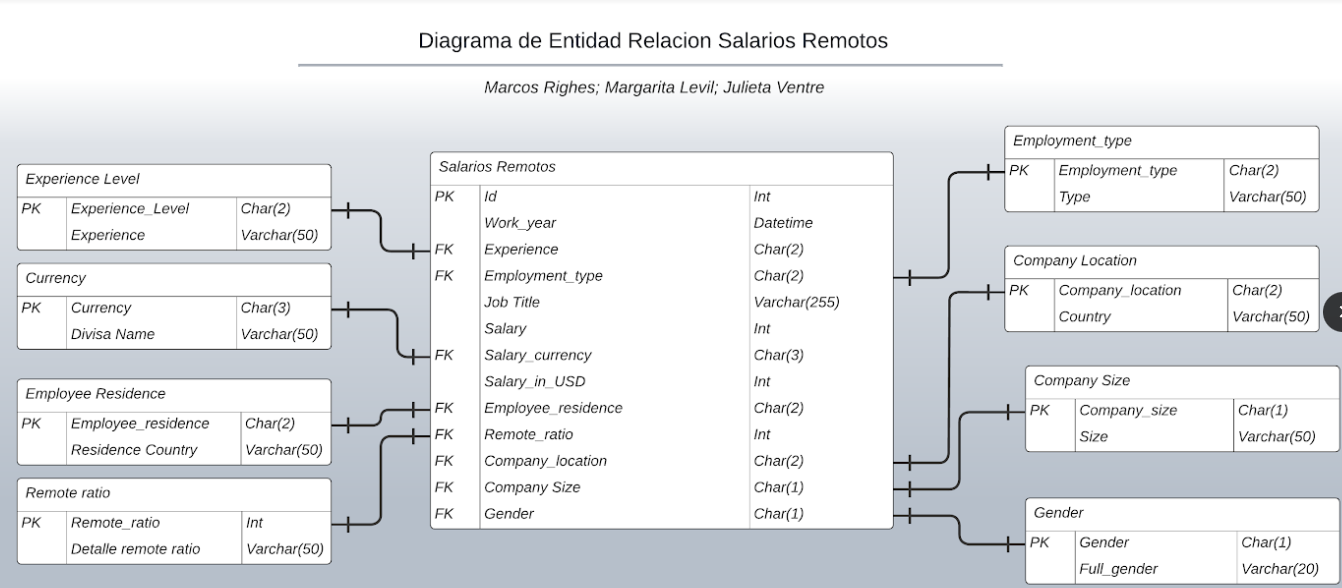 Diagrama de Entidad Relacion Salarios Remotos
Marcos Righes; Margarita Levil; Julieta Ventre
Experience Level
PK Experience_Level Char(2)
Experience Varchar(50)
Currency
PK Currency Char(3)
Divisa Name Varchar(50)
Employee Residence
PK Employee_residence Char(2)
Residence Country Varchar(50)
Remote ratio
PK Remote_ratio Int
Detalle remote ratio Varchar(50)
Salarios Remotos
PK Id Int
Work_year Datetime
FK Experience Char(2)
FK Employment_type Char(2)
Job Title Varchar(255)
Salary Int
FK Salary_currency Char(3)
Salary_in_USD Int
FK Employee_residence Char(2)
FK Remote_ratio Int
FK Company_location Char(2)
FK Company Size Char(1)
FK Gender Char(1)
Employment_type
PK Employment_type Char(2)
Type Varchar(50)
Company Location
PK Company_location Char(2)
Country Varchar(50)
Company Size
PK Company_size Char(1)
Size Varchar(50)
Gender
PK Gender Char(1)
Full_gender Varchar(20)